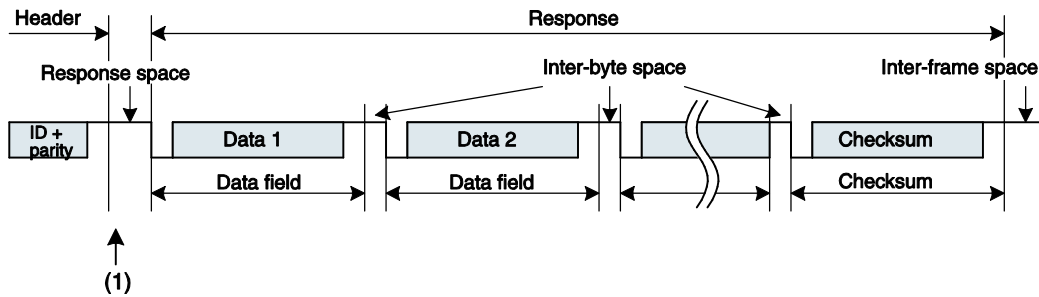 Header
Response
Response space
Inter-byte space
Inter-frame space
ID +
parity
Data 1
Data 2
Checksum
Data field
Data field
Checksum
(1)